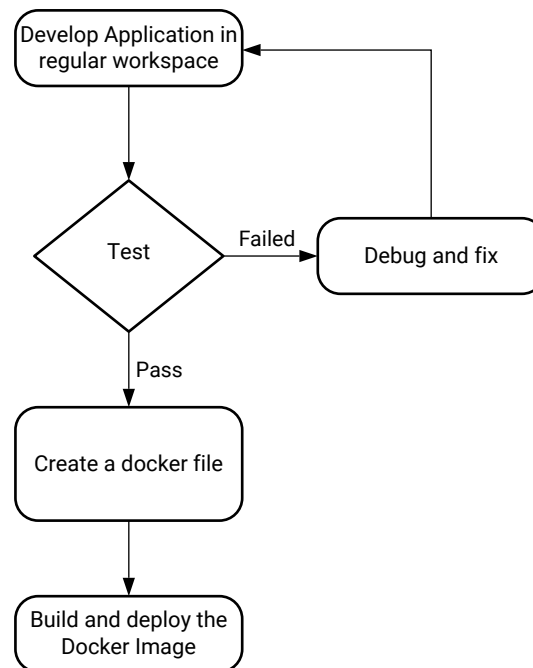 Develop Application in
regular workspace
Test
Failed
Debug and fix
Pass
Create a docker file
Build and deploy the
Docker Image